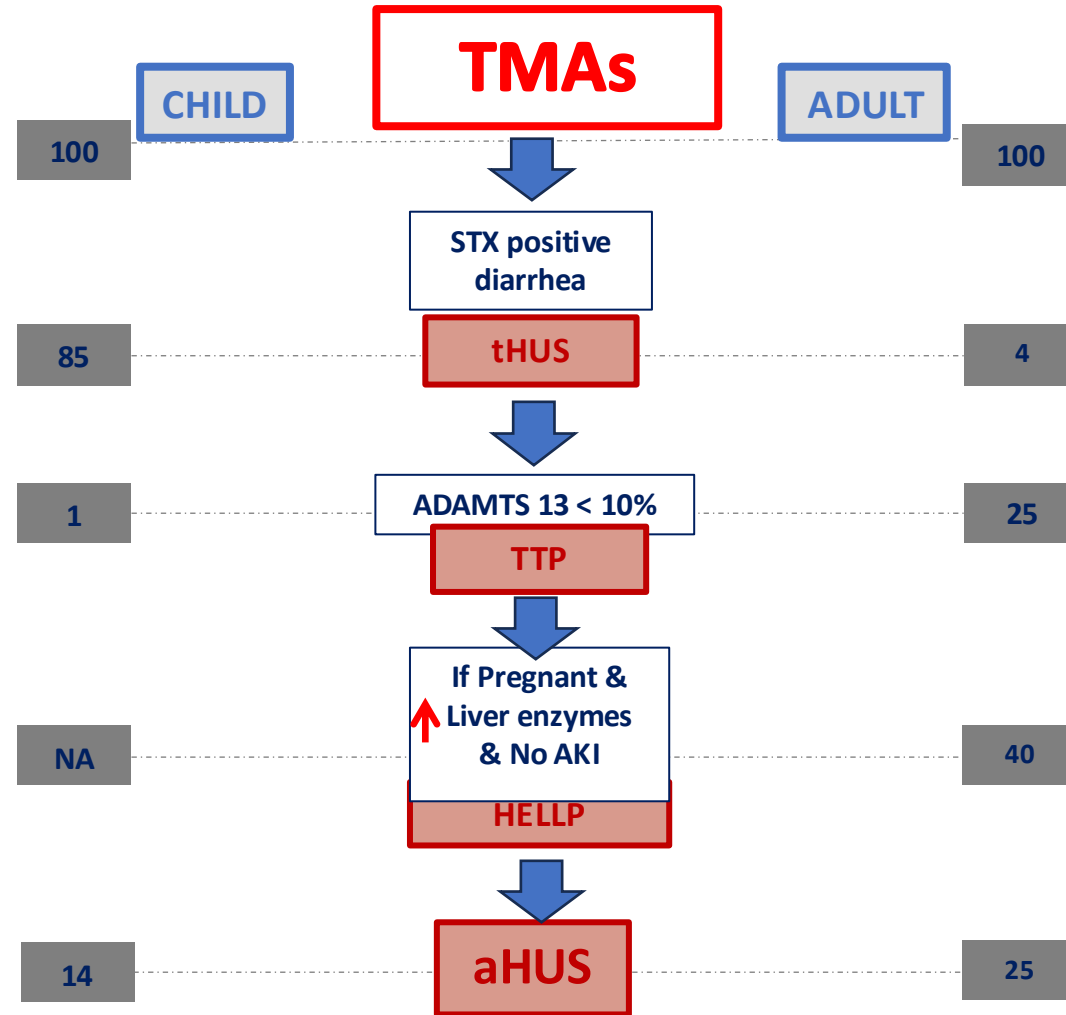 TMAs
CHILD
ADULT
100
100
STX positive
diarrhea
85
tHUS
4
1
ADAMTS 13 < 10%
25
TTP
If Pregnant &
↑ Liver enzymes
& No AKI
NA
40
HELLP
14
aHUS
25